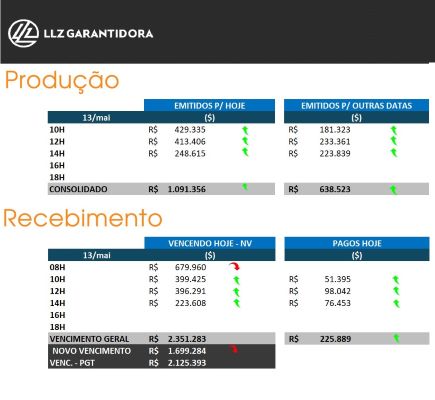 LLZ GARANTIDORA
Produção
EMITIDOS P/ HOJE EMITIDOS P/ OUTRAS DATAS
13/mai ($) ($)
10H R$ 429.335 R$ 181.323
12H R$ 413.406 R$ 233.361
14H R$ 248.615 R$ 223.839
16H
18H
CONSOLIDADO R$ 1.091.356 R$ 638.523
Recebimento
VENCENDO HOJE - NV PAGOS HOJE
13/mai ($) ($)
08H R$ 679.960
10H R$ 399.425 R$ 51.395
12H R$ 396.291 R$ 98.042
14H R$ 223.608 R$ 76.453
16H
18H
VENCIMENTO GERAL R$ 2.351.283 R$ 225.889
NOVO VENCIMENTO R$ 1.699.284
VENC. - PGT R$ 2.125.393